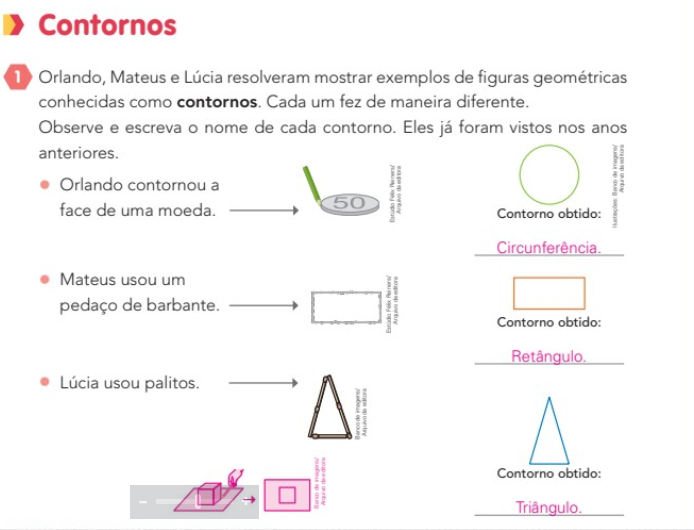 Contornos
1 Orlando, Mateus e Lúcia resolveram mostrar exemplos de figuras geométricas
conhecidas como contornos. Cada um fez de maneira diferente.
Observe e escreva o nome de cada contorno. Eles já foram vistos nos anos
anteriores.
Orlando contornou a
face de uma moeda.
50
Estúdio Félix Reiners/
Arquivo da editora
Ilustrações: Banco de imagens/
Arquivo da editora
Contorno obtido:
Circunferência.
Mateus usou um
pedaço de barbante.
Estúdio Félix Reiners/
Arquivo da editora
Contorno obtido:
Retângulo.
Lúcia usou palitos.
Banco de imagens/
Arquivo da editora
Contorno obtido:
Triângulo.
Banco de imagens/
Arquivo da editora